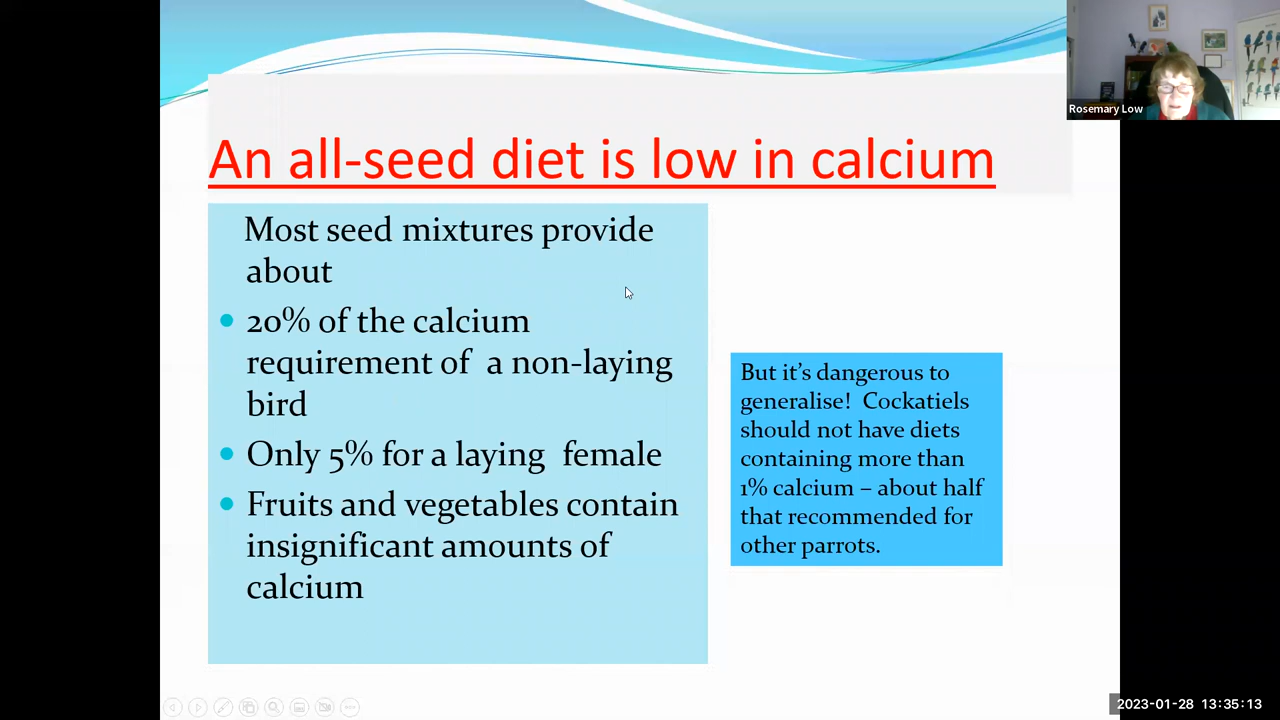 Rosemary Low
An all-seed diet is low in calcium
Most seed mixtures provide
about
20% of the calcium
requirement of a non-laying
bird
Only 5% for a laying female
Fruits and vegetables contain
insignificant amounts of
calcium
But it's dangerous to
generalise! Cockatiels
should not have diets
containing more than
1% calcium – about half
that recommended for
other parrots.
2023-01-28 13:35:13